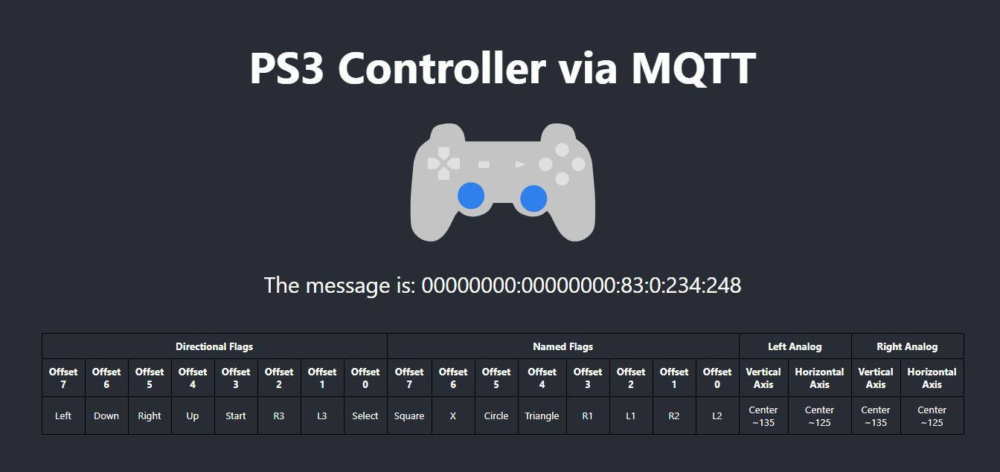 PS3 Controller via MQTT
The message is: 00000000:00000000:83:0:234:248
Directional Flags Named Flags Left Analog Right Analog
Offset 7 Offset 6 Offset 5 Offset 4 Offset 3 Offset 2 Offset 1 Offset 0 Offset 7 Offset 6 Offset 5 Offset 4 Offset 3 Offset 2 Offset 1 Offset 0 Vertical Axis Horizontal Axis Vertical Axis Horizontal Axis
Left Down Right Up Start R3 L3 Select Square X Circle Triangle R1 L1 R2 L2 Center ~135 Center ~125 Center ~135 Center ~125